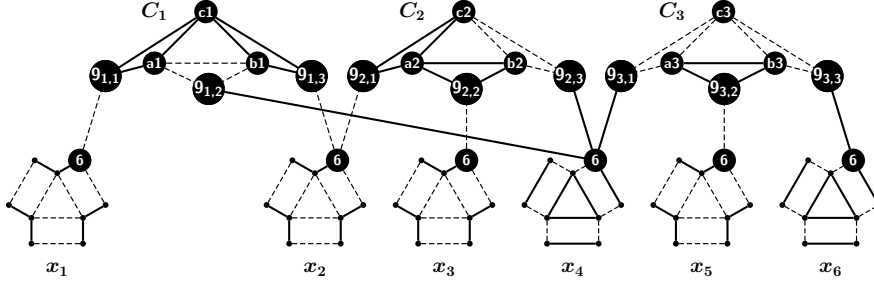 C1 c1 C2 c2 C3 c3
a1 b1 a2 b2 a3 b3
91,1 91,3 92,1 92,3 93,1 93,3
91,2 92,2 93,2
6 6 6 6 6 6
x1 x2 x3 x4 x5 x6